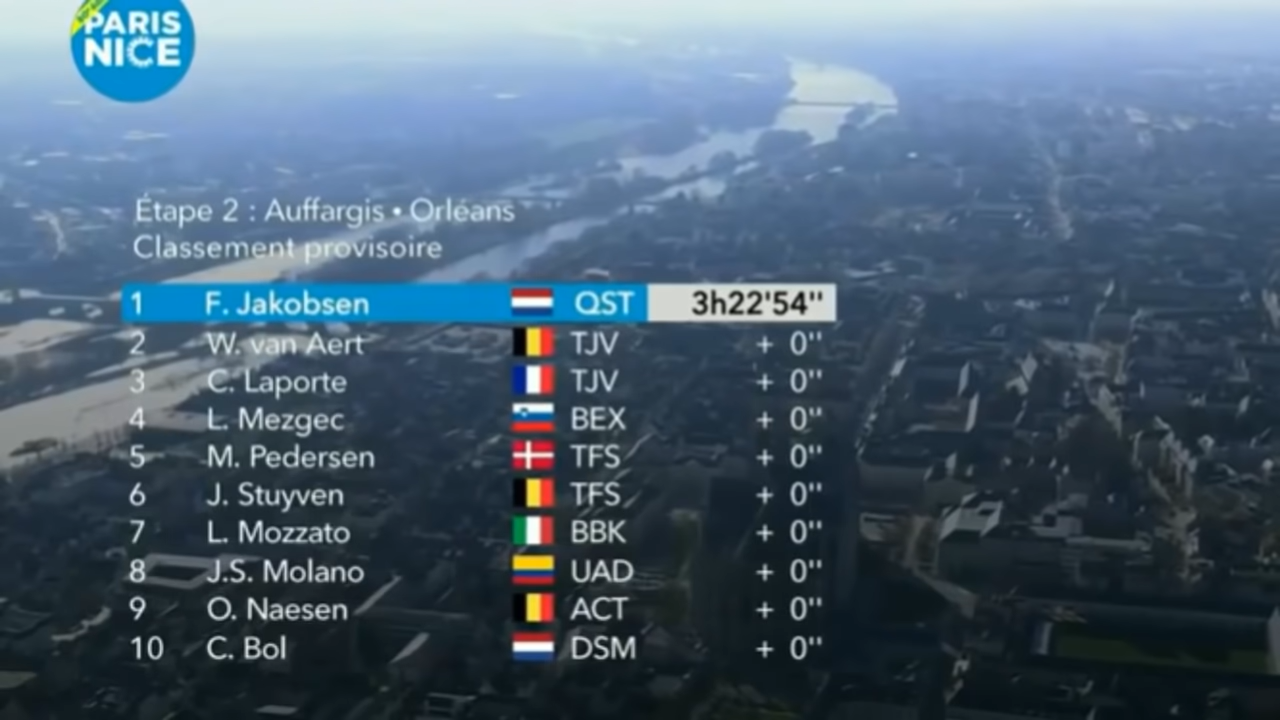 PARIS
NICE
Étape 2 : Auffargis • Orléans
Classement provisoire
1 F. Jakobsen QST 3h22'54"
2 W. van Aert TJV + 0"
3 C. Laporte TJV + 0"
4 L. Mezgec BEX + 0"
5 M. Pedersen TFS + 0"
6 J. Stuyven TFS + 0"
7 L. Mozzato BBK + 0"
8 J.S. Molano UAD + 0"
9 O. Naesen ACT + 0"
10 C. Bol DSM + 0"